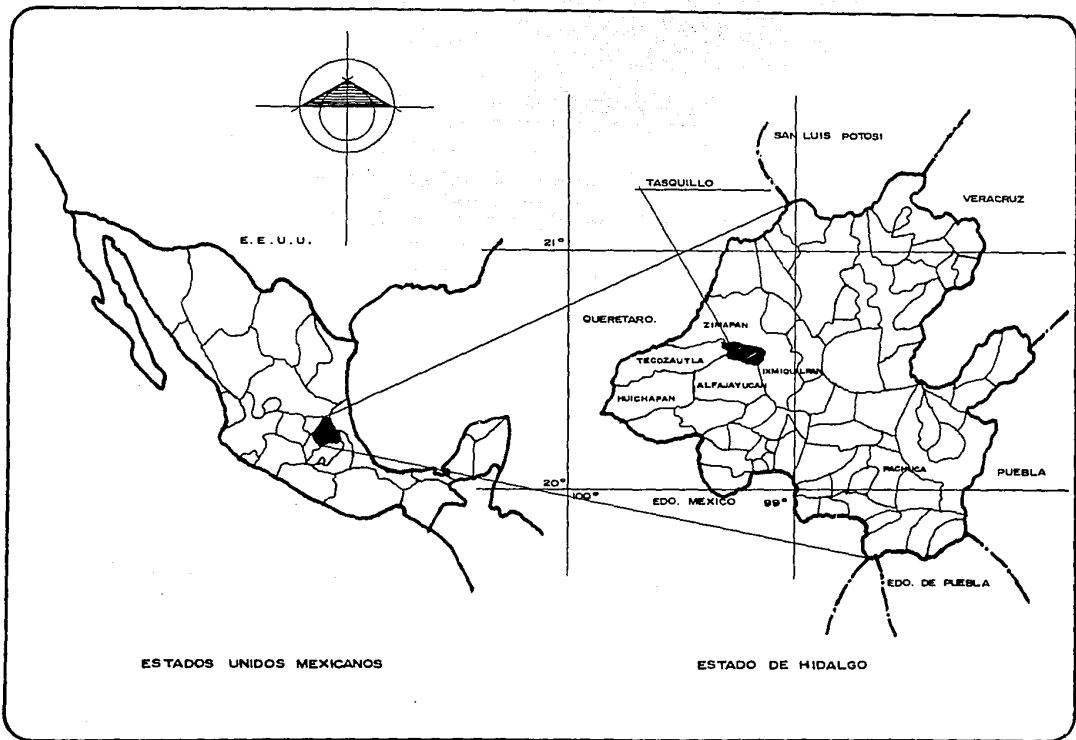 SAN LUIS POTOSI
TASQUILLO
VERACRUZ
E.E.U.U.
21°
QUERETARO.
ZIMAPAN
TECOZAUTLA
IXMIQUILPAN
ALFAJAYUCAN
HUICHAPAN
PACHUCA
PUEBLA
20°
100°
EDO. MEXICO
99°
EDO. DE PUEBLA
ESTADOS UNIDOS MEXICANOS
ESTADO DE HIDALGO